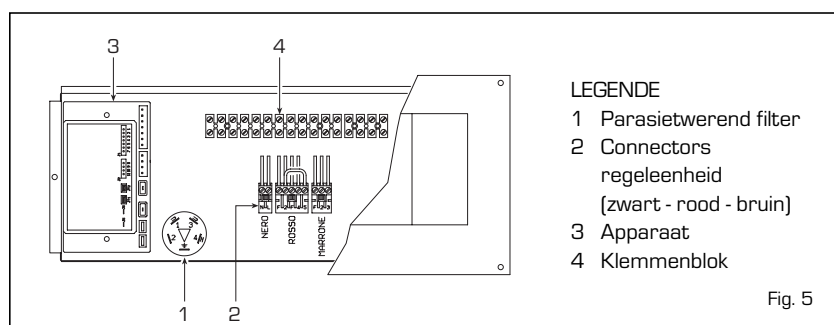 3
4
NERO
ROSSO
MARRONE
1
2
LEGENDE
1 Parasietwerend filter
2 Connectors
regeleenheid
(zwart - rood - bruin)
3 Apparaat
4 Klemmenblok
Fig. 5